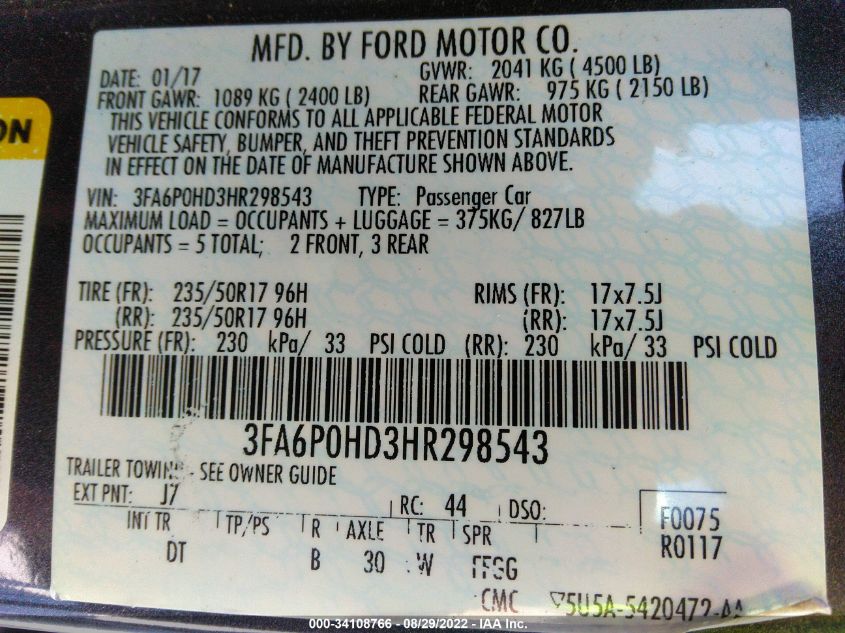 MFD. BY FORD MOTOR CO.
DATE: 01/17 GVWR: 2041 KG ( 4500 LB)
FRONT GAWR: 1089 KG ( 2400 LB) REAR GAWR: 975 KG ( 2150 LB)
THIS VEHICLE CONFORMS TO ALL APPLICABLE FEDERAL MOTOR
VEHICLE SAFETY, BUMPER, AND THEFT PREVENTION STANDARDS
IN EFFECT ON THE DATE OF MANUFACTURE SHOWN ABOVE.
ON
VIN: 3FA6P0HD3HR298543 TYPE: Passenger Car
MAXIMUM LOAD = OCCUPANTS + LUGGAGE = 375KG/ 827LB
OCCUPANTS = 5 TOTAL; 2 FRONT, 3 REAR
TIRE (FR): 235/50R17 96H RIMS (FR): 17x7.5J
(RR): 235/50R17 96H (RR): 17x7.5J
PRESSURE (FR): 230 kPa/ 33 PSI COLD (RR): 230 kPa/ 33 PSI COLD
3FA6P0HD3HR298543
TRAILER TOWING - SEE OWNER GUIDE
EXT PNT: J7 RC: 44 DSO: F0075
INT TR TP/PS R AXLE TR SPR R0117
DT B 30 W FFSG
CMC 5U5A-5420472-AA
000-34108766 - 08/29/2022 - IAA Inc.